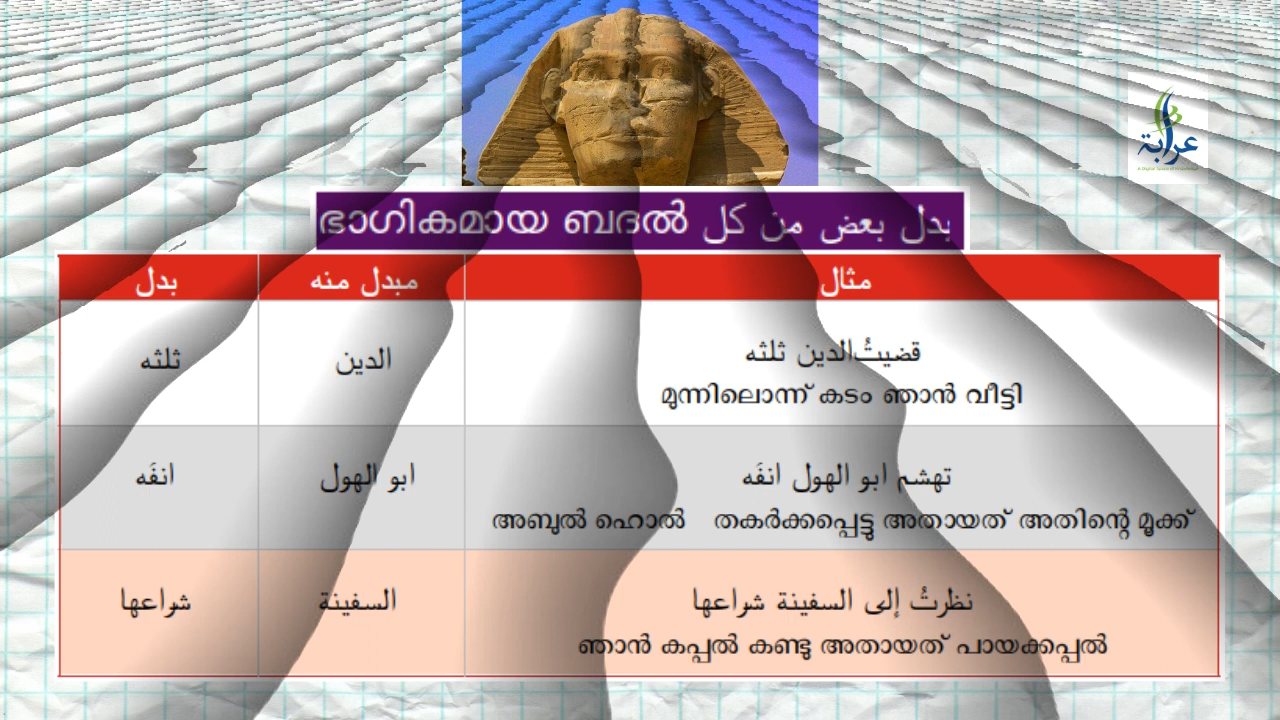 عرابة
ഭാഗികമായ ബദൽ بدل بعض من كل
بدل مبدل منه مثال
ثلثه الدين قضيتُ الدين ثلثه
മുന്നിലൊന്ന് കടം ഞാൻ വീട്ടി
انفَه ابو الهول تهشم ابو الهول انفَه
അബുൽ ഹൊൽ തകർക്കപ്പെട്ടു അതായത് അതിന്റെ മൂക്ക്
شراعها السفينة نظرتُ إلى السفينة شراعها
ഞാൻ കപ്പൽ കണ്ടു അതായത് പായക്കപ്പൽ